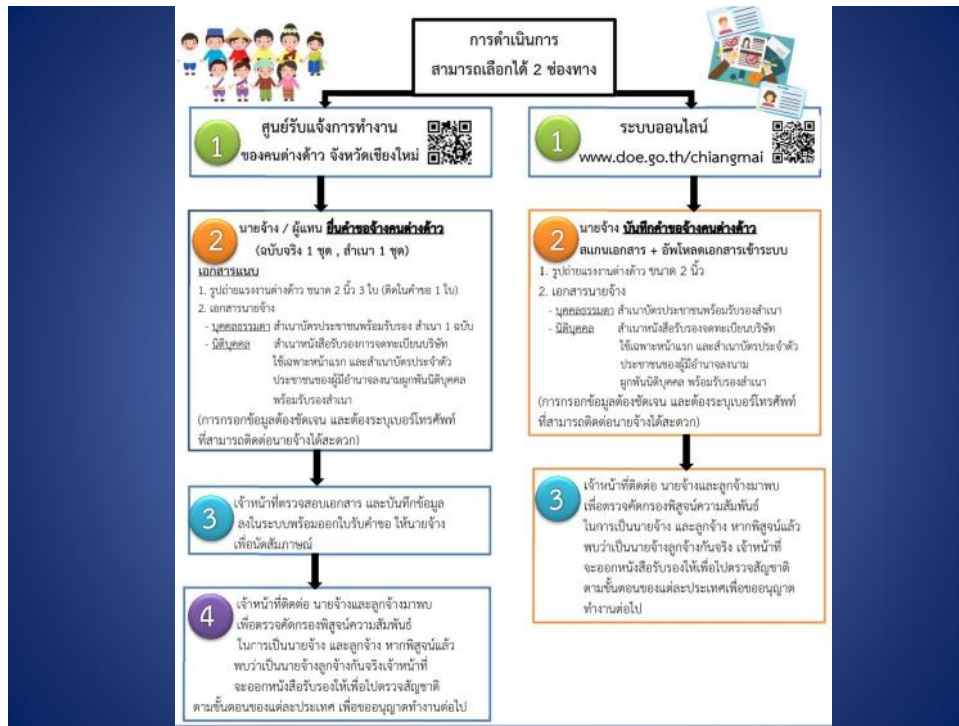 การดำเนินการ
สามารถเลือกได้ 2 ช่องทาง
1
ศูนย์รับแจ้งการทำงาน
ของคนต่างด้าว จังหวัดเชียงใหม่
2
นายจ้าง / ผู้แทน ยื่นคำขอจ้างคนต่างด้าว
(ฉบับจริง 1 ชุด , สำเนา 1 ชุด)
เอกสารแนบ
1. รูปถ่ายแรงงานต่างด้าว ขนาด 2 นิ้ว 3 ใบ (ติดในคำขอ 1 ใบ)
2. เอกสารนายจ้าง
- บุคคลธรรมดา สำเนาบัตรประชาชนพร้อมรับรอง สำเนา 1 ฉบับ
- นิติบุคคล สำเนาหนังสือรับรองการจดทะเบียนบริษัท
ใช้เฉพาะหน้าแรก และสำเนาบัตรประจำตัว
ประชาชนของผู้มีอำนาจลงนามผูกพันนิติบุคคล
พร้อมรับรองสำเนา
(การกรอกข้อมูลต้องชัดเจน และต้องระบุเบอร์โทรศัพท์
ที่สามารถติดต่อนายจ้างได้สะดวก)
3
เจ้าหน้าที่ตรวจสอบเอกสาร และบันทึกข้อมูล
ลงในระบบพร้อมออกใบรับคำขอ ให้นายจ้าง
เพื่อนัดสัมภาษณ์
4
เจ้าหน้าที่ติดต่อ นายจ้างและลูกจ้างมาพบ
เพื่อตรวจคัดกรองพิสูจน์ความสัมพันธ์
ในการเป็นนายจ้าง และลูกจ้าง หากพิสูจน์แล้ว
พบว่าเป็นนายจ้างลูกจ้างกันจริงเจ้าหน้าที่
จะออกหนังสือรับรองให้เพื่อไปตรวจสัญชาติ
ตามขั้นตอนของแต่ละประเทศ เพื่อขออนุญาตทำงานต่อไป
1
ระบบออนไลน์
www.doe.go.th/chiangmai
2
นายจ้าง บันทึกคำขอจ้างคนต่างด้าว
สแกนเอกสาร + อัพโหลดเอกสารเข้าระบบ
1. รูปถ่ายแรงงานต่างด้าว ขนาด 2 นิ้ว
2. เอกสารนายจ้าง
- บุคคลธรรมดา สำเนาบัตรประชาชนพร้อมรับรองสำเนา
- นิติบุคคล สำเนาหนังสือรับรองจดทะเบียนบริษัท
ใช้เฉพาะหน้าแรก และสำเนาบัตรประจำตัว
ประชาชนของผู้มีอำนาจลงนาม
ผูกพันนิติบุคคล พร้อมรับรองสำเนา
(การกรอกข้อมูลต้องชัดเจน และต้องระบุเบอร์โทรศัพท์
ที่สามารถติดต่อนายจ้างได้สะดวก)
3
เจ้าหน้าที่ติดต่อ นายจ้างและลูกจ้างมาพบ
เพื่อตรวจคัดกรองพิสูจน์ความสัมพันธ์
ในการเป็นนายจ้าง และลูกจ้าง หากพิสูจน์แล้ว
พบว่าเป็นนายจ้างลูกจ้างกันจริง เจ้าหน้าที่
จะออกหนังสือรับรองให้เพื่อไปตรวจสัญชาติ
ตามขั้นตอนของแต่ละประเทศเพื่อขออนุญาต
ทำงานต่อไป